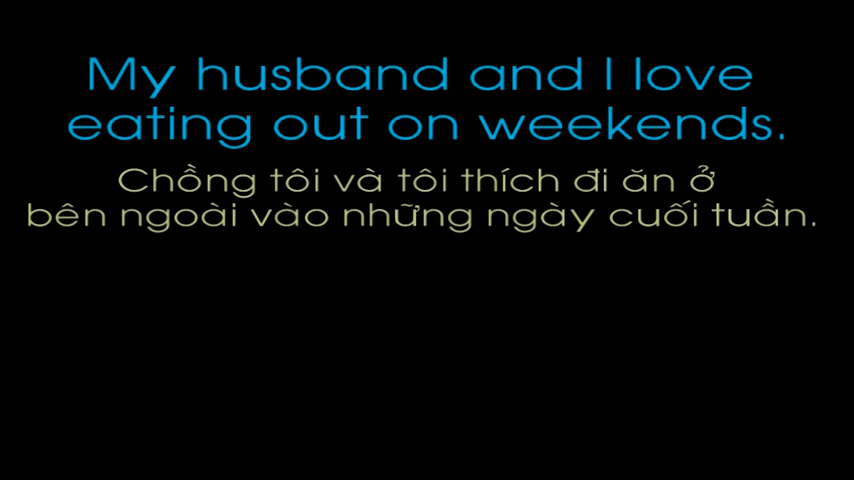 My husband and I love
eating out on weekends.
Chồng tôi và tôi thích đi ăn ở
bên ngoài vào những ngày cuối tuần.